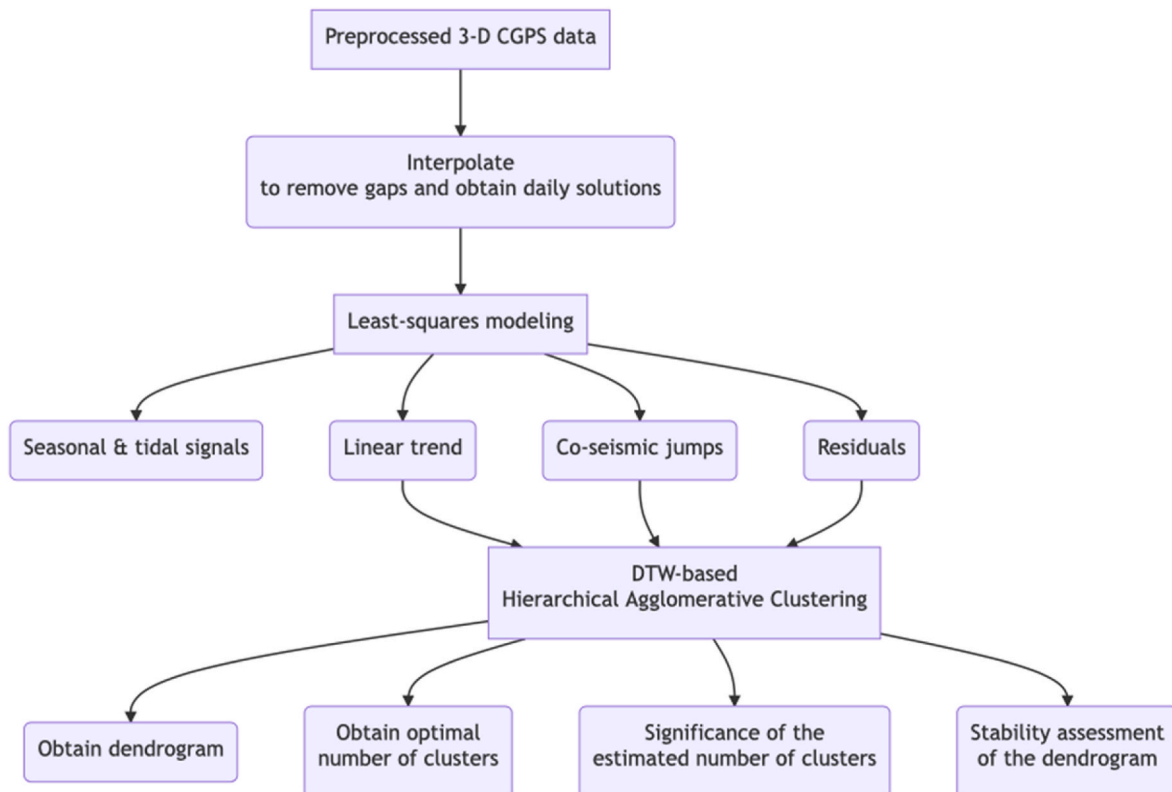 Preprocessed 3-D CGPS data
Interpolate
to remove gaps and obtain daily solutions
Least-squares modeling
Seasonal & tidal signals
Linear trend
Co-seismic jumps
Residuals
DTW-based
Hierarchical Agglomerative Clustering
Obtain dendrogram
Obtain optimal
number of clusters
Significance of the
estimated number of clusters
Stability assessment
of the dendrogram